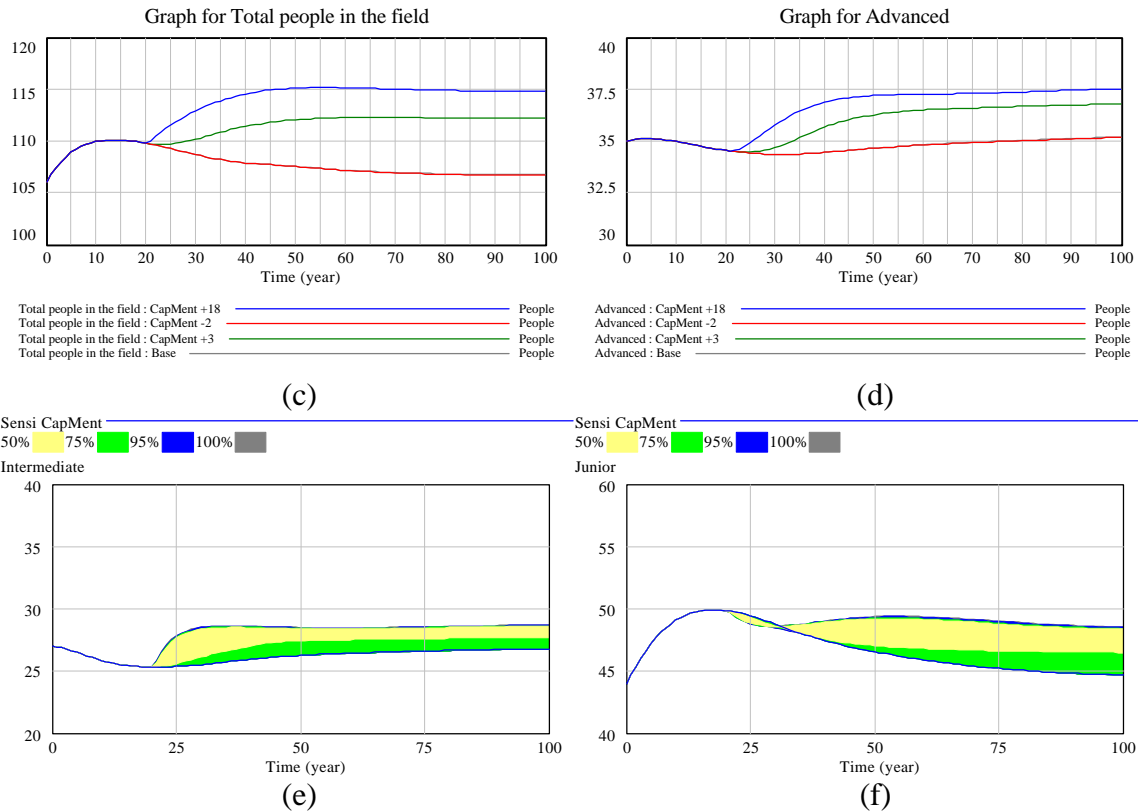 Graph for Total people in the field
120
115
110
105
100
0 10 20 30 40 50 60 70 80 90 100
Time (year)
Total people in the field : CapMent +18 People
Total people in the field : CapMent -2 People
Total people in the field : CapMent +3 People
Total people in the field : Base People
(c)
Graph for Advanced
40
37.5
35
32.5
30
0 10 20 30 40 50 60 70 80 90 100
Time (year)
Advanced : CapMent +18 People
Advanced : CapMent -2 People
Advanced : CapMent +3 People
Advanced : Base People
(d)
Sensi CapMent
50% 75% 95% 100%
Intermediate
40
35
30
25
20
0 25 50 75 100
Time (year)
(e)
Sensi CapMent
50% 75% 95% 100%
Junior
60
55
50
45
40
0 25 50 75 100
Time (year)
(f)